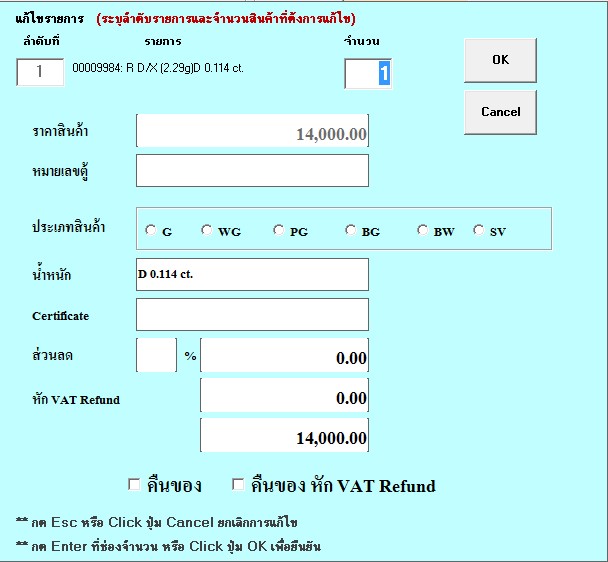 แก้ไขรายการ (ระบุลำดับรายการและจำนวนสินค้าที่ต้งการแก้ไข)
ลำดับที่ รายการ จำนวน
1 00009984: R D/X (2.29g)D 0.114 ct. 1 OK
Cancel
ราคาสินค้า 14,000.00
หมายเลขตู้
ประเภทสินค้า G WG PG BG BW SV
น้ำหนัก D 0.114 ct.
Certificate
ส่วนลด % 0.00
หัก VAT Refund 0.00
14,000.00
คืนของ คืนของ หัก VAT Refund
** กด Esc หรือ Click ปุ่ม Cancel ยกเลิกการแก้ไข
** กด Enter ที่ช่องจำนวน หรือ Click ปุ่ม OK เพื่อยืนยัน